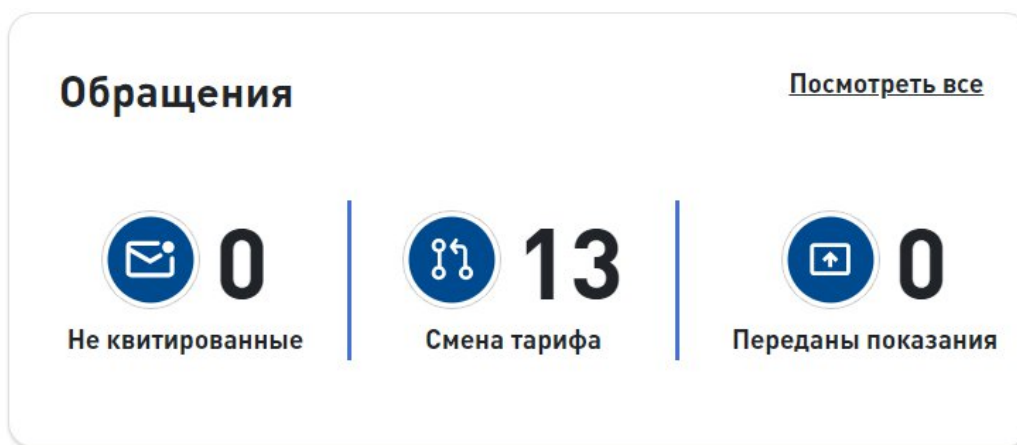 Обращения
Посмотреть все
0
Не квитированные
13
Смена тарифа
0
Переданы показания